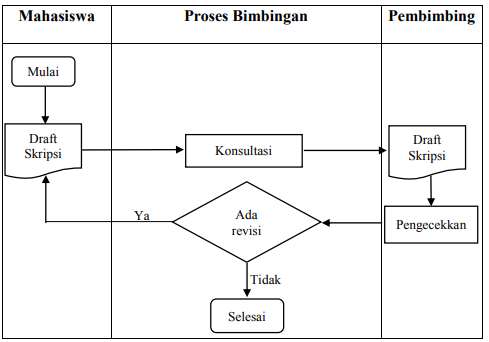 Mahasiswa
Proses Bimbingan
Pembimbing
Mulai
Draft
Skripsi
Konsultasi
Draft
Skripsi
Ya
Ada
revisi
Pengecekkan
Tidak
Selesai